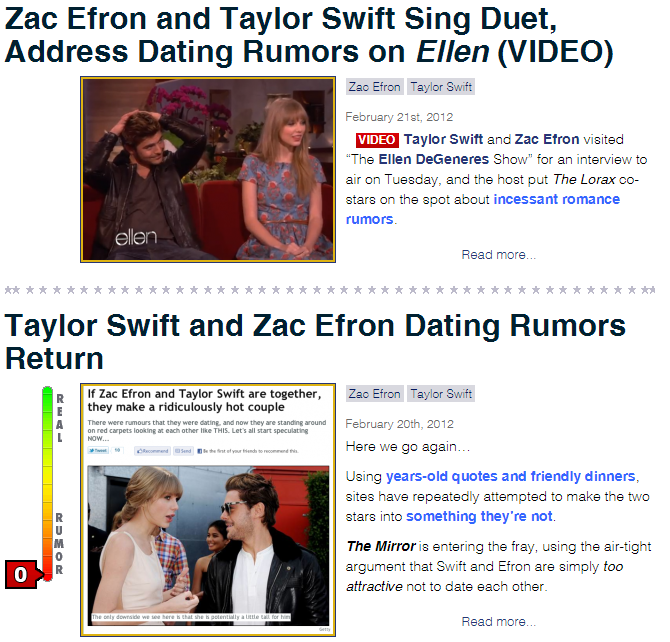 Zac Efron and Taylor Swift Sing Duet,
Address Dating Rumors on Ellen (VIDEO)
Zac Efron Taylor Swift
February 21st, 2012
VIDEO Taylor Swift and Zac Efron visited
“The Ellen DeGeneres Show” for an interview to
air on Tuesday, and the host put The Lorax co-
stars on the spot about incessant romance
rumors.
ellen
Read more...
Taylor Swift and Zac Efron Dating Rumors
Return
REAL
RUMOR
0
If Zac Efron and Taylor Swift are together,
they make a ridiculously hot couple
There were rumours that they were dating, and now they are standing around
on red carpets looking at each other like THIS. Let's all start speculating
NOW...
Tweet Recommend Send Be the first of your friends to recommend this.
The only downside we see here is that she is potentially a little tall for him
Getty
Zac Efron Taylor Swift
February 20th, 2012
Here we go again…
Using years-old quotes and friendly dinners,
sites have repeatedly attempted to make the two
stars into something they’re not.
The Mirror is entering the fray, using the air-tight
argument that Swift and Efron are simply too
attractive not to date each other.
Read more...